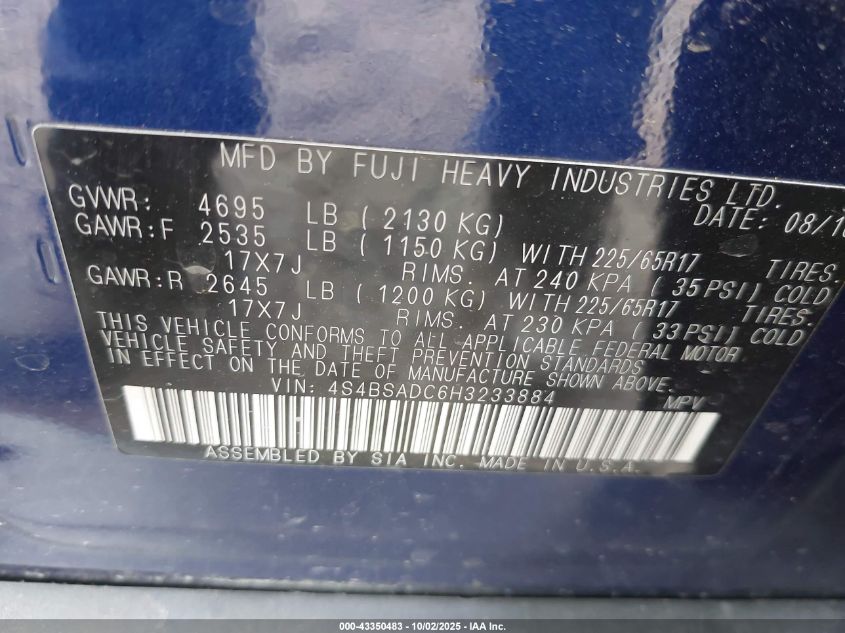 MFD BY FUJI HEAVY INDUSTRIES LTD.
GVWR: 4695 LB ( 2130 KG) DATE: 08/16
GAWR:F 2535 LB ( 1150 KG) WITH 225/65R17 TIRES.
17X7J RIMS. AT 240 KPA ( 35 PSI) COLD
GAWR:R 2645 LB ( 1200 KG) WITH 225/65R17 TIRES.
17X7J RIMS. AT 230 KPA ( 33 PSI) COLD
THIS VEHICLE CONFORMS TO ALL APPLICABLE FEDERAL MOTOR
VEHICLE SAFETY AND THEFT PREVENTION STANDARDS
IN EFFECT ON THE DATE OF MANUFACTURE SHOWN ABOVE.
VIN: 4S4BSADC6H3233884 MPV
ASSEMBLED BY SIA INC. MADE IN U.S.A.
000-43350483 - 10/02/2025 - IAA Inc.